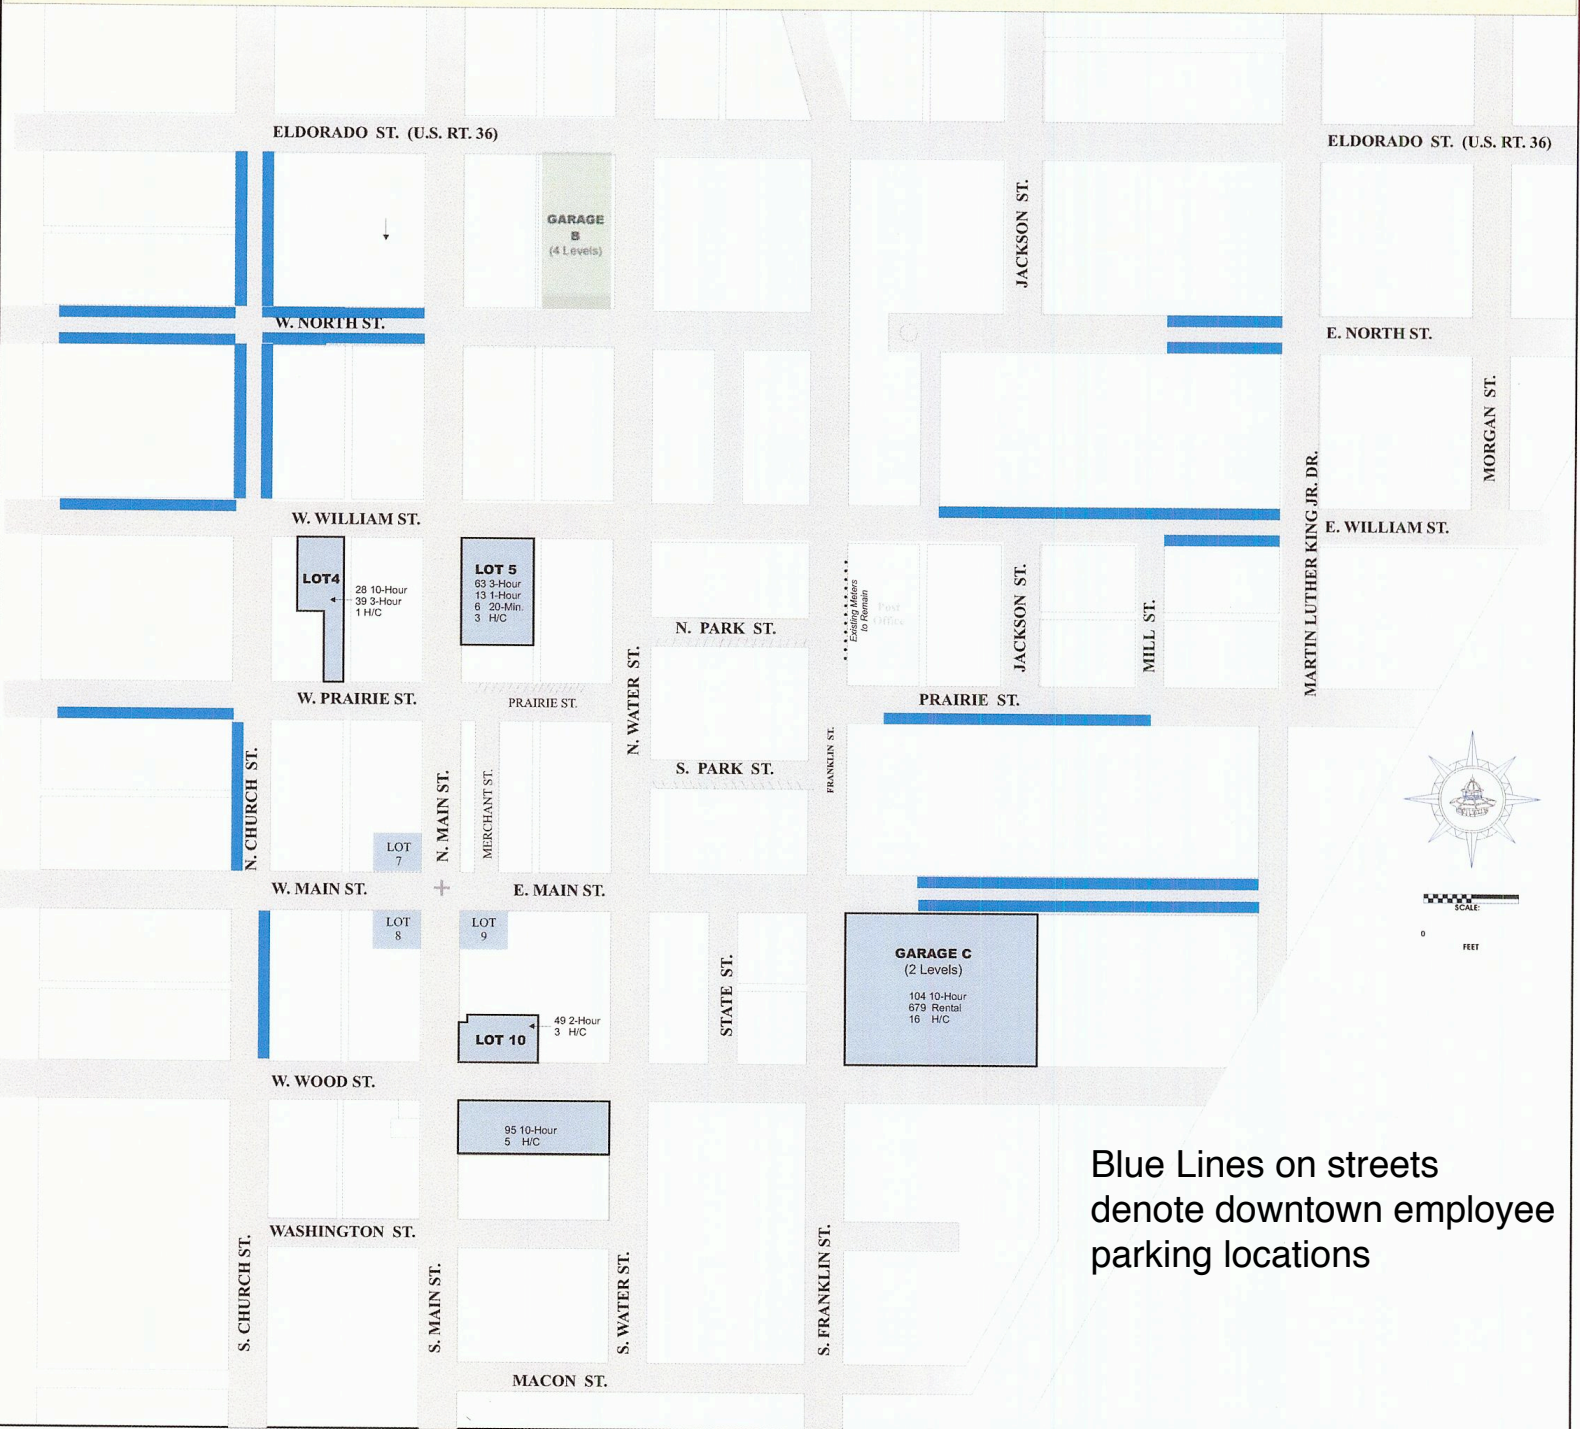 ELDORADO ST. (U.S. RT. 36)
ELDORADO ST. (U.S. RT. 36)
GARAGE
B
(4 Levels)
JACKSON ST.
W. NORTH ST.
E. NORTH ST.
MORGAN ST.
MARTIN LUTHER KING JR. DR.
W. WILLIAM ST.
E. WILLIAM ST.
LOT4
28 10-Hour
39 3-Hour
1 H/C
LOT 5
63 3-Hour
13 1-Hour
6 20-Min.
3 H/C
Existing Meters
to Remain
Post
Office
JACKSON ST.
MILL ST.
N. PARK ST.
N. WATER ST.
W. PRAIRIE ST.
PRAIRIE ST.
PRAIRIE ST.
FRANKLIN ST.
S. PARK ST.
N. CHURCH ST.
N. MAIN ST.
MERCHANT ST.
LOT
7
W. MAIN ST.
E. MAIN ST.
LOT
8
LOT
9
SCALE:
0
FEET
STATE ST.
GARAGE C
(2 Levels)
104 10-Hour
679 Rental
16 H/C
LOT 10
49 2-Hour
3 H/C
W. WOOD ST.
95 10-Hour
5 H/C
Blue Lines on streets
denote downtown employee
parking locations
WASHINGTON ST.
S. CHURCH ST.
S. MAIN ST.
S. WATER ST.
S. FRANKLIN ST.
MACON ST.